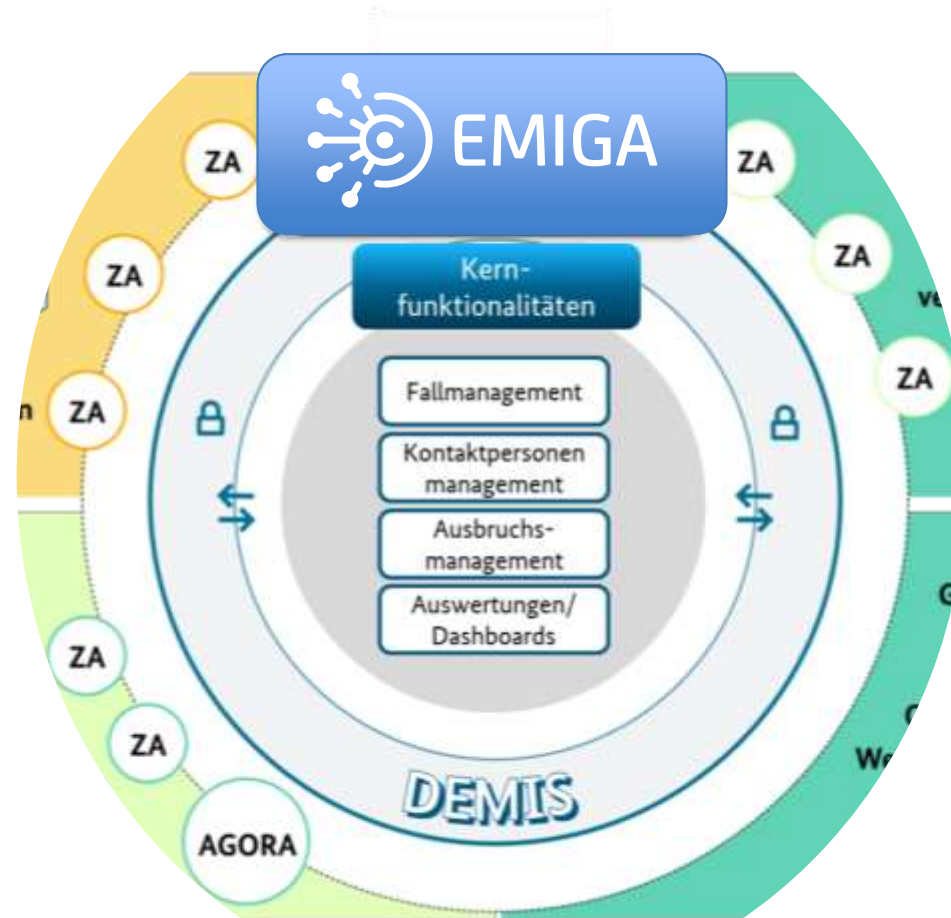 EMIGA
ZA
ZA
ZA
ZA
ZA
ZA
Kern-
funktionalitäten
Fallmanagement
Kontaktpersonen
management
Ausbruchs-
management
Auswertungen/
Dashboards
ZA
ZA
DEMIS
AGORA